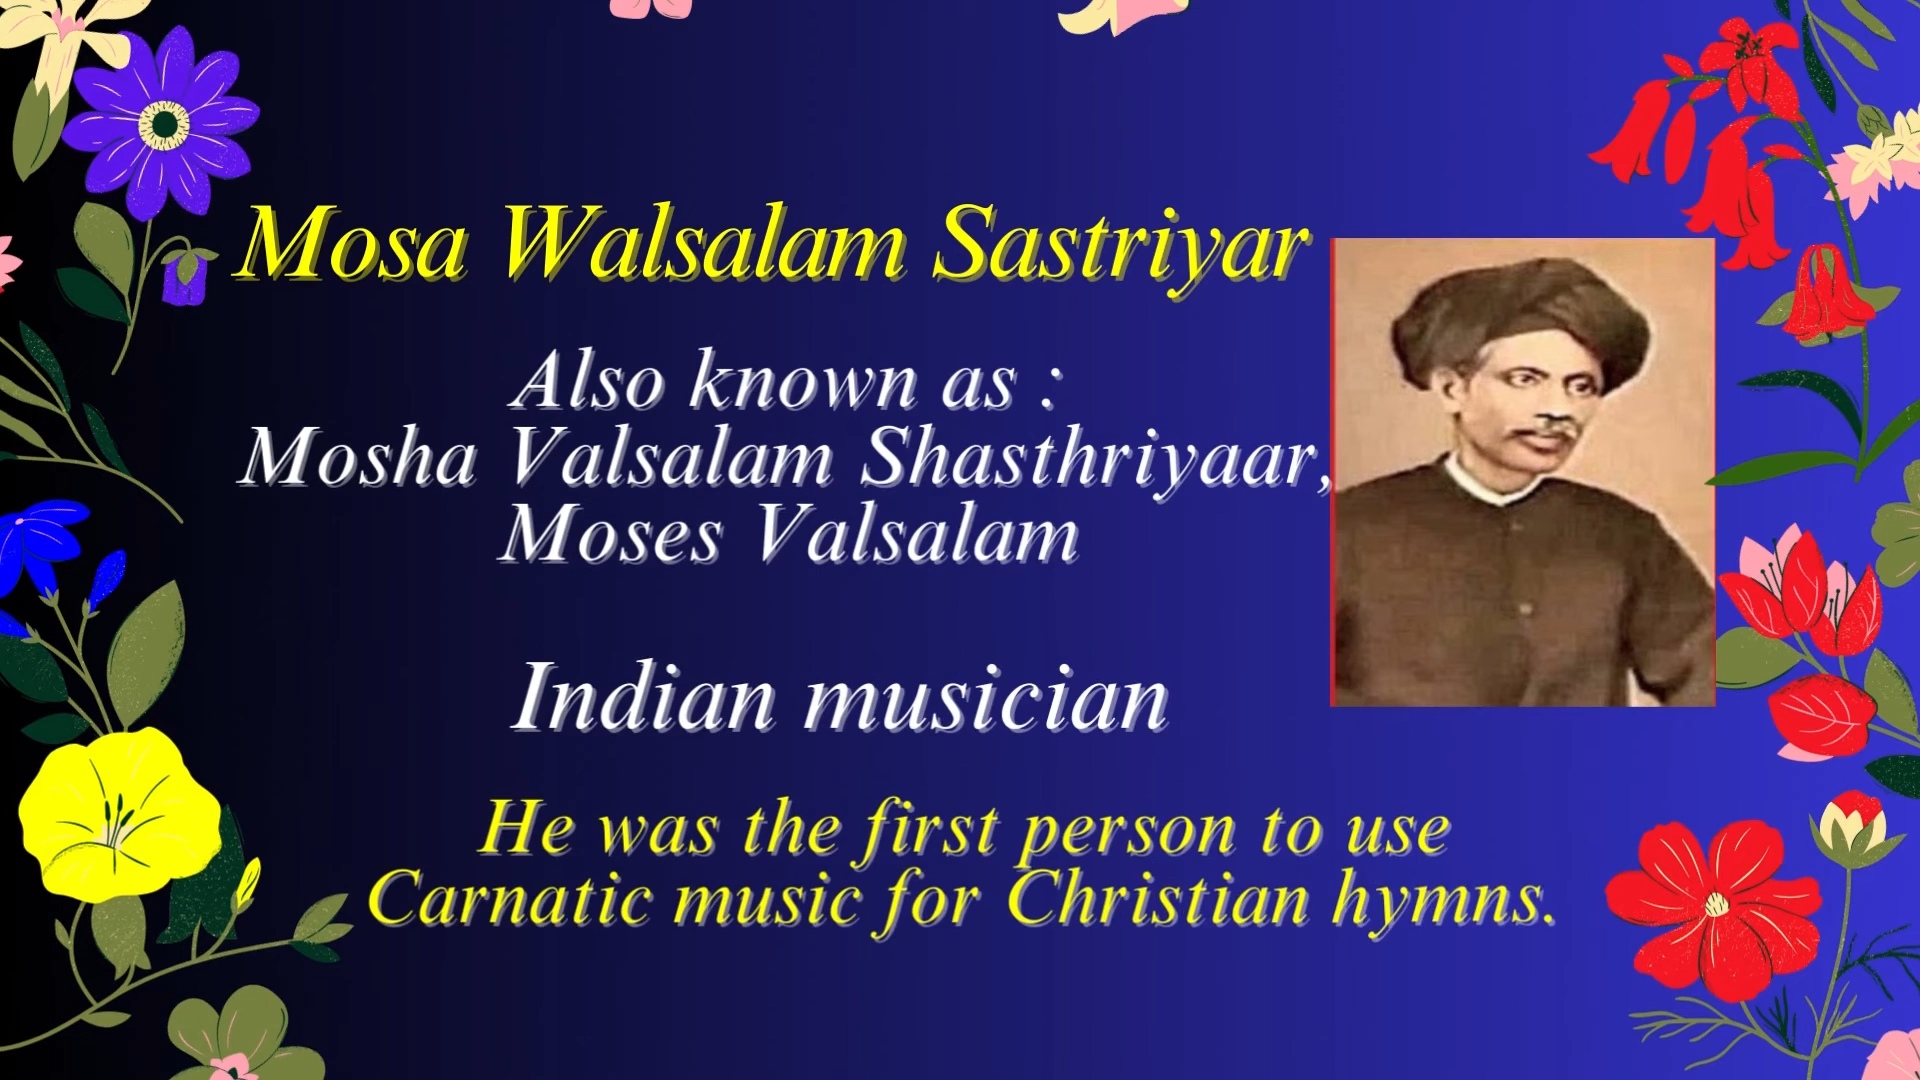 Mosa Walsalam Sastriyar
Also known as :
Mosha Valsalam Shasthriyaar,
Moses Valsalam
Indian musician
He was the first person to use
Carnatic music for Christian hymns.